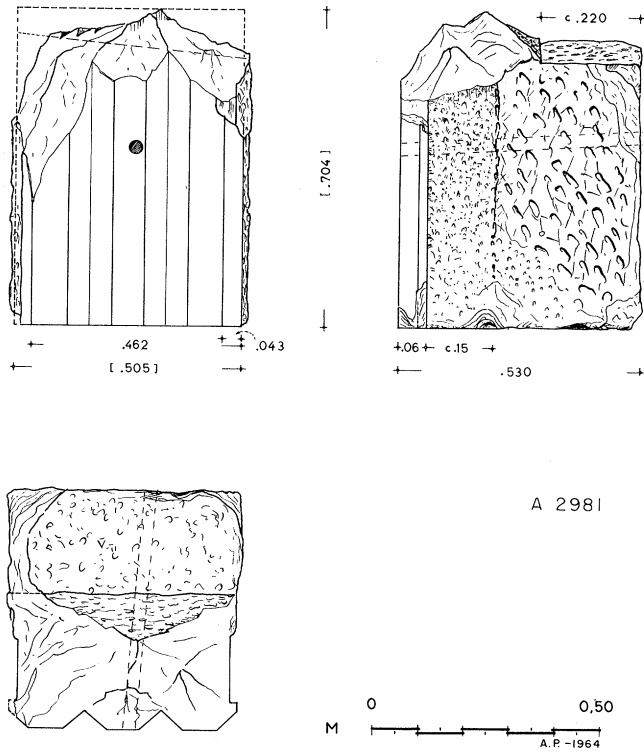 c .220
[ .704 ]
.462
.043
[ .505 ]
.06
c.15
.530
A 2981
0
0,50
M
A.P.-1964